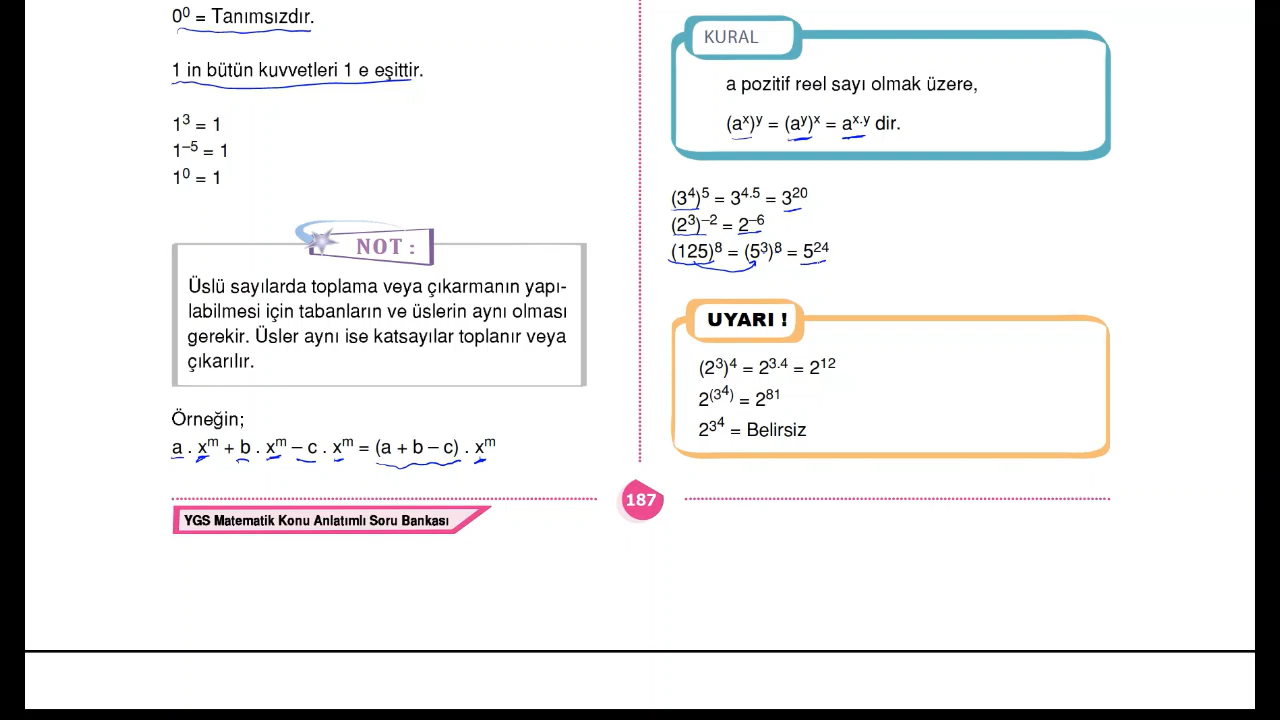 0⁰ = Tanımsızdır.
1 in bütün kuvvetleri 1 e eşittir.
1³ = 1
1⁻⁵ = 1
1⁰ = 1
NOT :
Üslü sayılarda toplama veya çıkarmanın yapı-
labilmesi için tabanların ve üslerin aynı olması
gerekir. Üsler aynı ise katsayılar toplanır veya
çıkarılır.
Örneğin;
a . xᵐ + b . xᵐ – c . xᵐ = (a + b – c) . xᵐ
KURAL
a pozitif reel sayı olmak üzere,
(aˣ)ʸ = (aʸ)ˣ = aˣ·ʸ dir.
(3⁴)⁵ = 3⁴·⁵ = 3²⁰
(2³)⁻² = 2⁻⁶
(125)⁸ = (5³)⁸ = 5²⁴
UYARI !
(2³)⁴ = 2³·⁴ = 2¹²
2⁽³^⁴⁾ = 2⁸¹
2³^⁴ = Belirsiz
187
YGS Matematik Konu Anlatımlı Soru Bankası